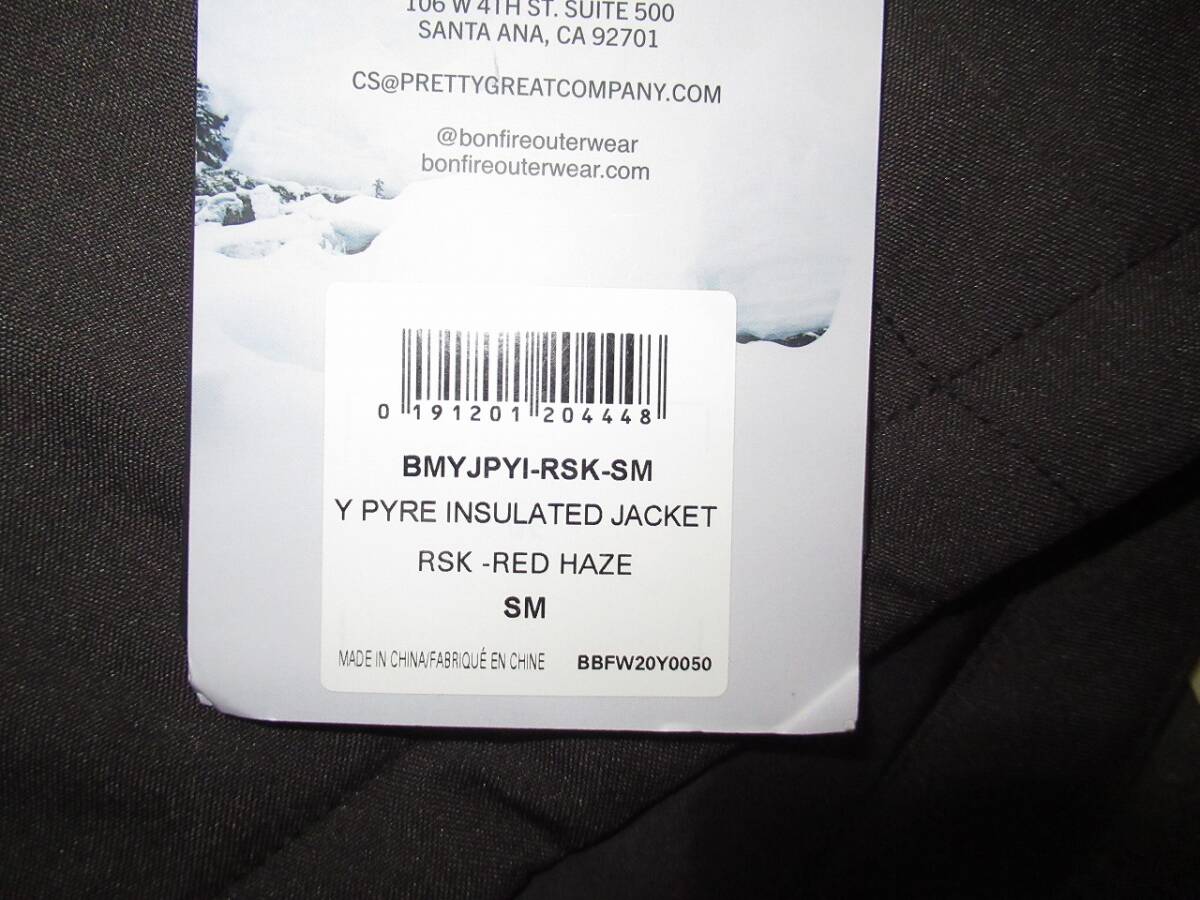 106 W 4TH ST. SUITE 500
SANTA ANA, CA 92701
CS@PRETTYGREATCOMPANY.COM
@bonfireouterwear
bonfireouterwear.com
0 191201 204448
BMYJPYI-RSK-SM
Y PYRE INSULATED JACKET
RSK -RED HAZE
SM
MADE IN CHINA/FABRIQUÉ EN CHINE BBFW20Y0050